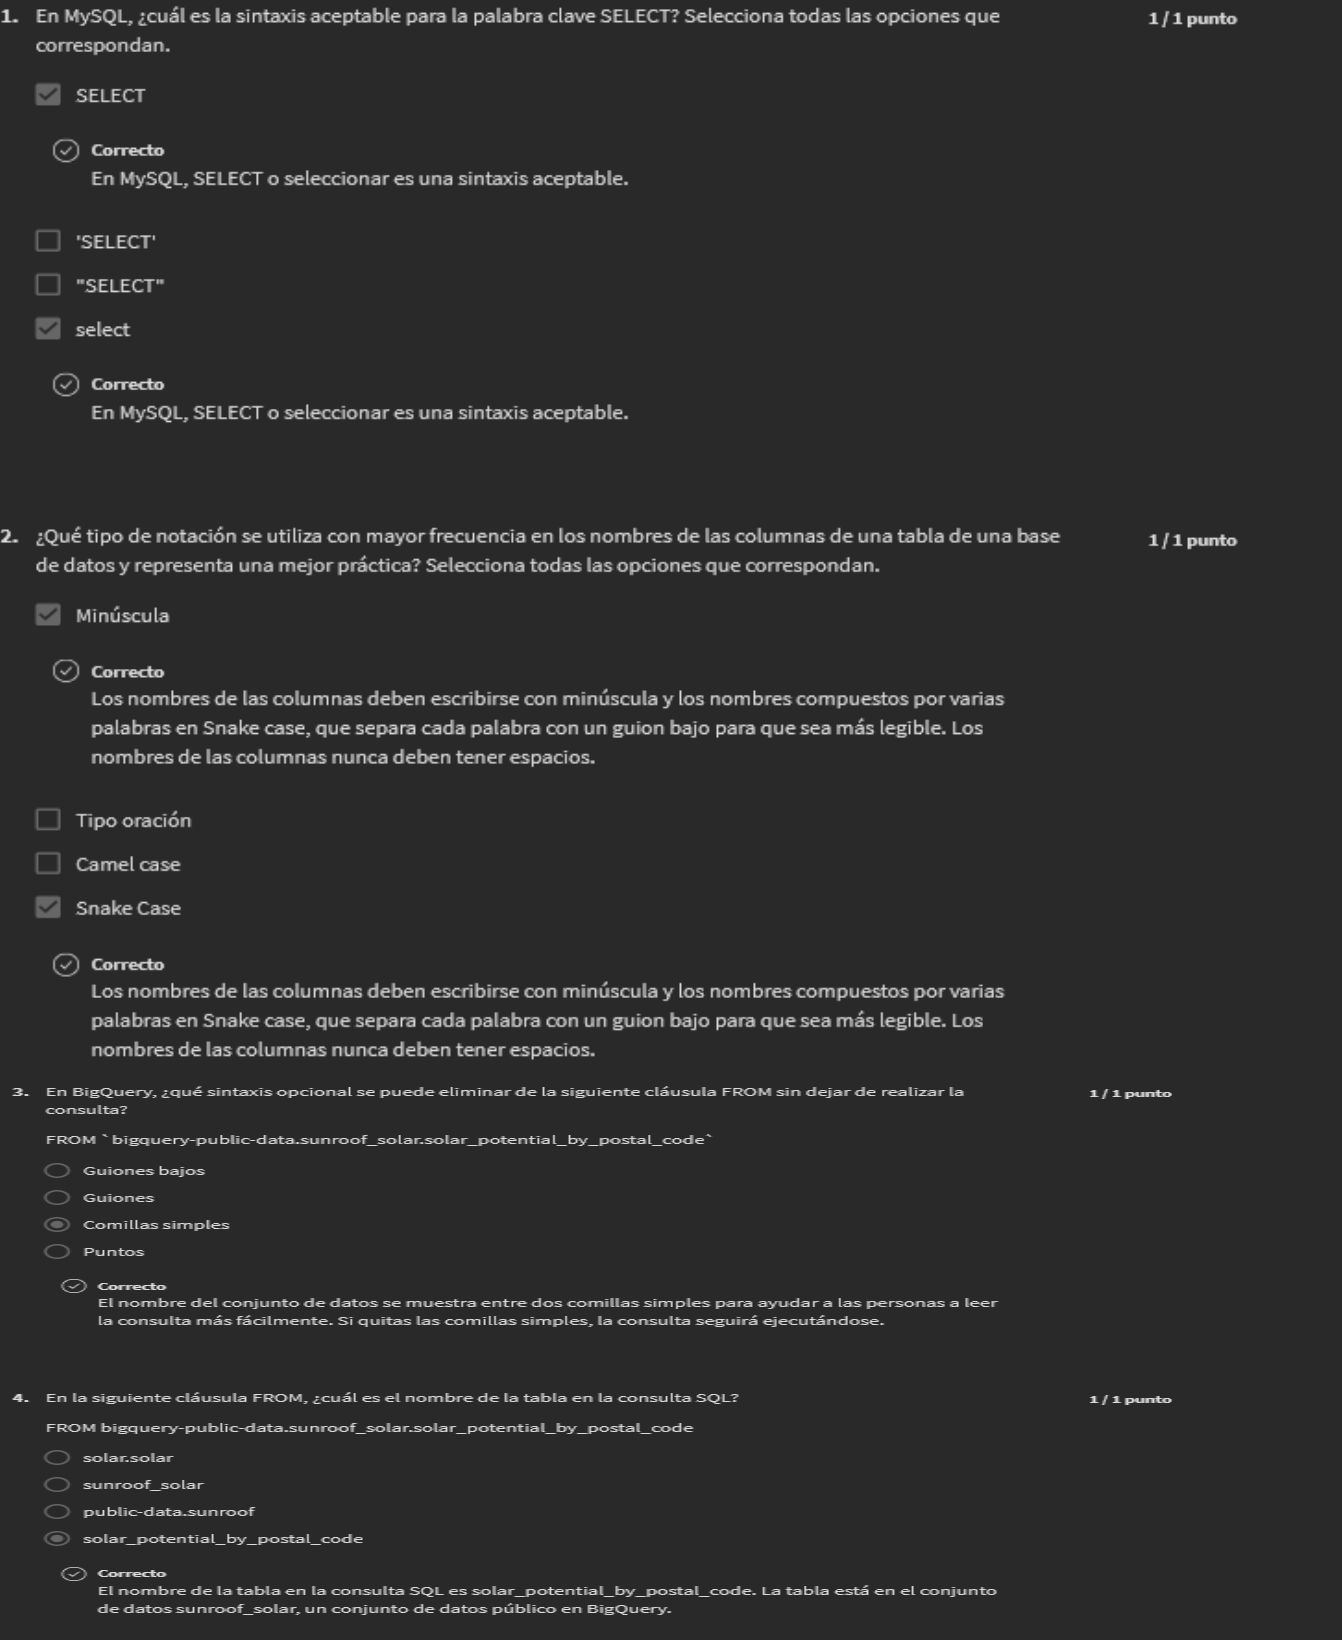 1. En MySQL, ¿cuál es la sintaxis aceptable para la palabra clave SELECT? Selecciona todas las opciones que 1 / 1 punto
correspondan.
SELECT
Correcto
En MySQL, SELECT o seleccionar es una sintaxis aceptable.
'SELECT'
"SELECT"
select
Correcto
En MySQL, SELECT o seleccionar es una sintaxis aceptable.
2. ¿Qué tipo de notación se utiliza con mayor frecuencia en los nombres de las columnas de una tabla de una base 1 / 1 punto
de datos y representa una mejor práctica? Selecciona todas las opciones que correspondan.
Minúscula
Correcto
Los nombres de las columnas deben escribirse con minúscula y los nombres compuestos por varias
palabras en Snake case, que separa cada palabra con un guion bajo para que sea más legible. Los
nombres de las columnas nunca deben tener espacios.
Tipo oración
Camel case
Snake Case
Correcto
Los nombres de las columnas deben escribirse con minúscula y los nombres compuestos por varias
palabras en Snake case, que separa cada palabra con un guion bajo para que sea más legible. Los
nombres de las columnas nunca deben tener espacios.
3. En BigQuery, ¿qué sintaxis opcional se puede eliminar de la siguiente cláusula FROM sin dejar de realizar la 1 / 1 punto
consulta?
FROM `bigquery-public-data.sunroof_solar.solar_potential_by_postal_code`
Guiones bajos
Guiones
Comillas simples
Puntos
Correcto
El nombre del conjunto de datos se muestra entre dos comillas simples para ayudar a las personas a leer
la consulta más fácilmente. Si quitas las comillas simples, la consulta seguirá ejecutándose.
4. En la siguiente cláusula FROM, ¿cuál es el nombre de la tabla en la consulta SQL? 1 / 1 punto
FROM bigquery-public-data.sunroof_solar.solar_potential_by_postal_code
solar.solar
sunroof_solar
public-data.sunroof
solar_potential_by_postal_code
Correcto
El nombre de la tabla en la consulta SQL es solar_potential_by_postal_code. La tabla está en el conjunto
de datos sunroof_solar, un conjunto de datos público en BigQuery.